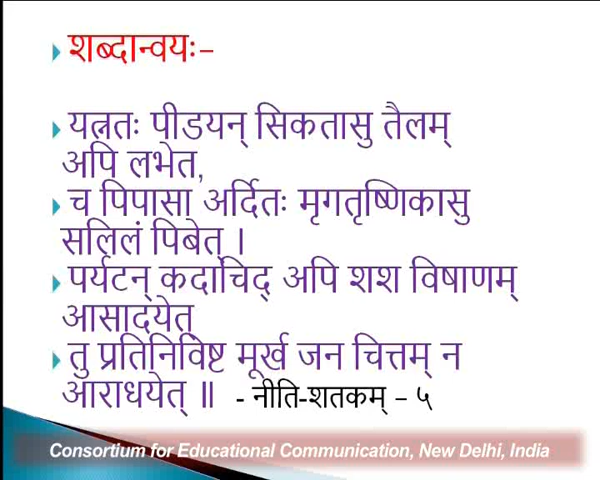 शब्दान्वयः-
यत्नतः पीडयन् सिकतासु तैलम्
अपि लभेत,
च पिपासा अर्दितः मृगतृष्णिकासु
सलिलं पिबेत् ।
पर्यटन् कदाचिद् अपि शश विषाणम्
आसादयेत्
तु प्रतिनिविष्ट मूर्ख जन चित्तम् न
आराधयेत् ॥ - नीति-शतकम् – ५
Consortium for Educational Communication, New Delhi, India